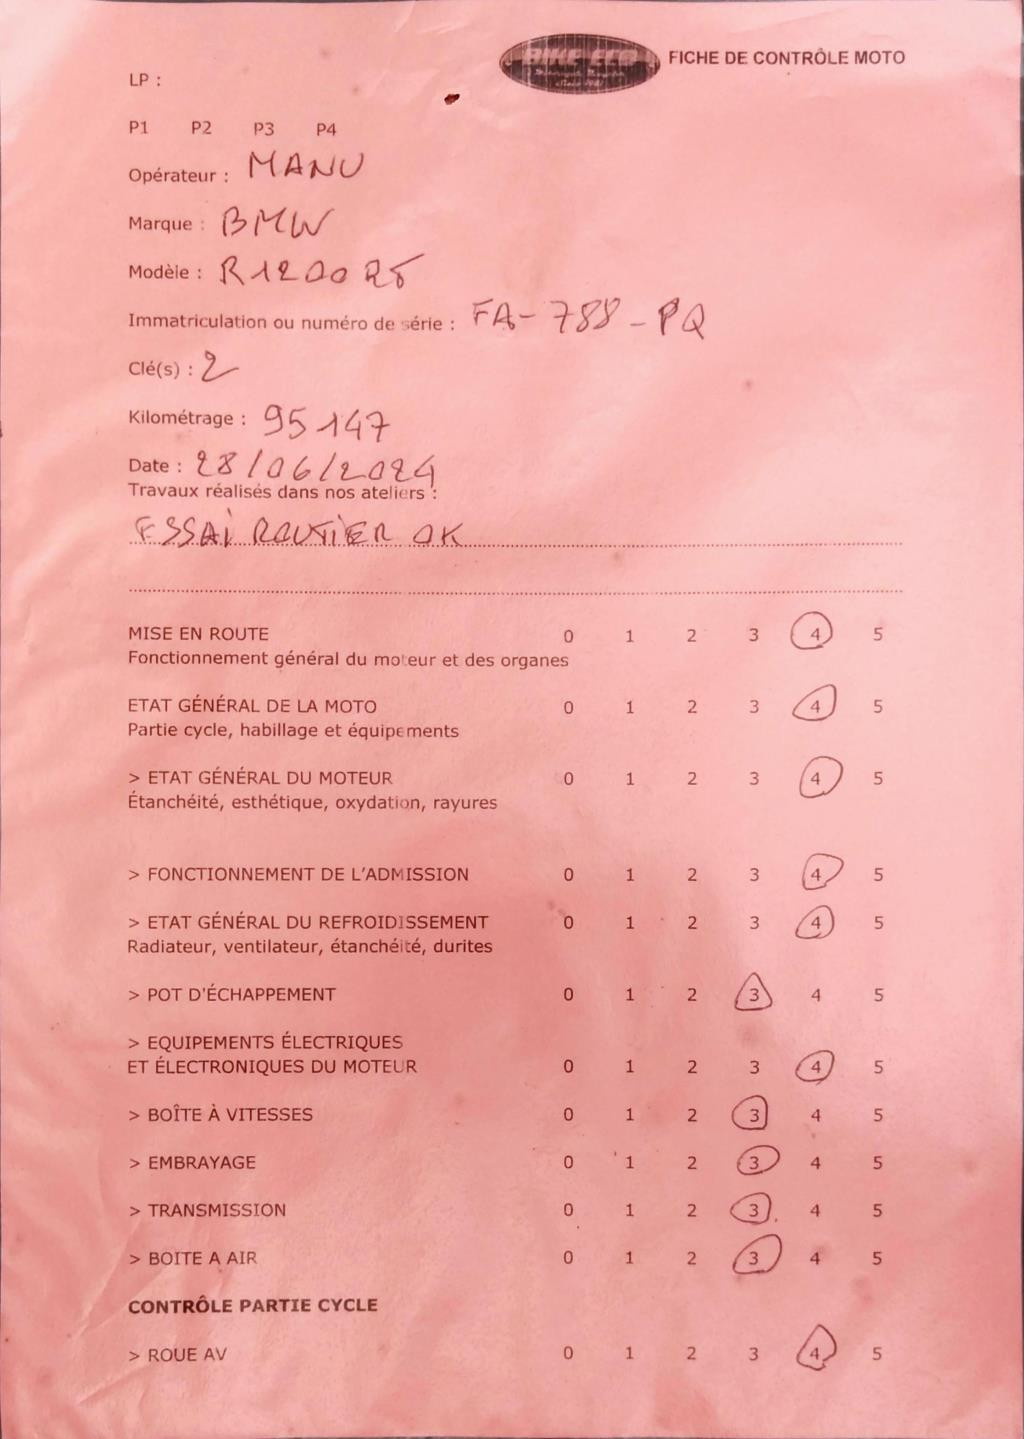 BIKE ECO
FICHE DE CONTRÔLE MOTO
LP :
P1 P2 P3 P4
Opérateur : MANU
Marque : BMW
Modèle : R1200 RT
Immatriculation ou numéro de série : FA-788-PQ
Clé(s) : 2
Kilométrage : 95147
Date : 28/06/2024
Travaux réalisés dans nos ateliers :
ESSAI ROUTIER OK
MISE EN ROUTE 0 1 2 3 4 5
Fonctionnement général du moteur et des organes
ETAT GÉNÉRAL DE LA MOTO 0 1 2 3 4 5
Partie cycle, habillage et équipements
> ETAT GÉNÉRAL DU MOTEUR 0 1 2 3 4 5
Étanchéité, esthétique, oxydation, rayures
> FONCTIONNEMENT DE L'ADMISSION 0 1 2 3 4 5
> ETAT GÉNÉRAL DU REFROIDISSEMENT 0 1 2 3 4 5
Radiateur, ventilateur, étanchéité, durites
> POT D'ÉCHAPPEMENT 0 1 2 3 4 5
> EQUIPEMENTS ÉLECTRIQUES
ET ÉLECTRONIQUES DU MOTEUR 0 1 2 3 4 5
> BOÎTE À VITESSES 0 1 2 3 4 5
> EMBRAYAGE 0 1 2 3 4 5
> TRANSMISSION 0 1 2 3 4 5
> BOITE A AIR 0 1 2 3 4 5
CONTRÔLE PARTIE CYCLE
> ROUE AV 0 1 2 3 4 5